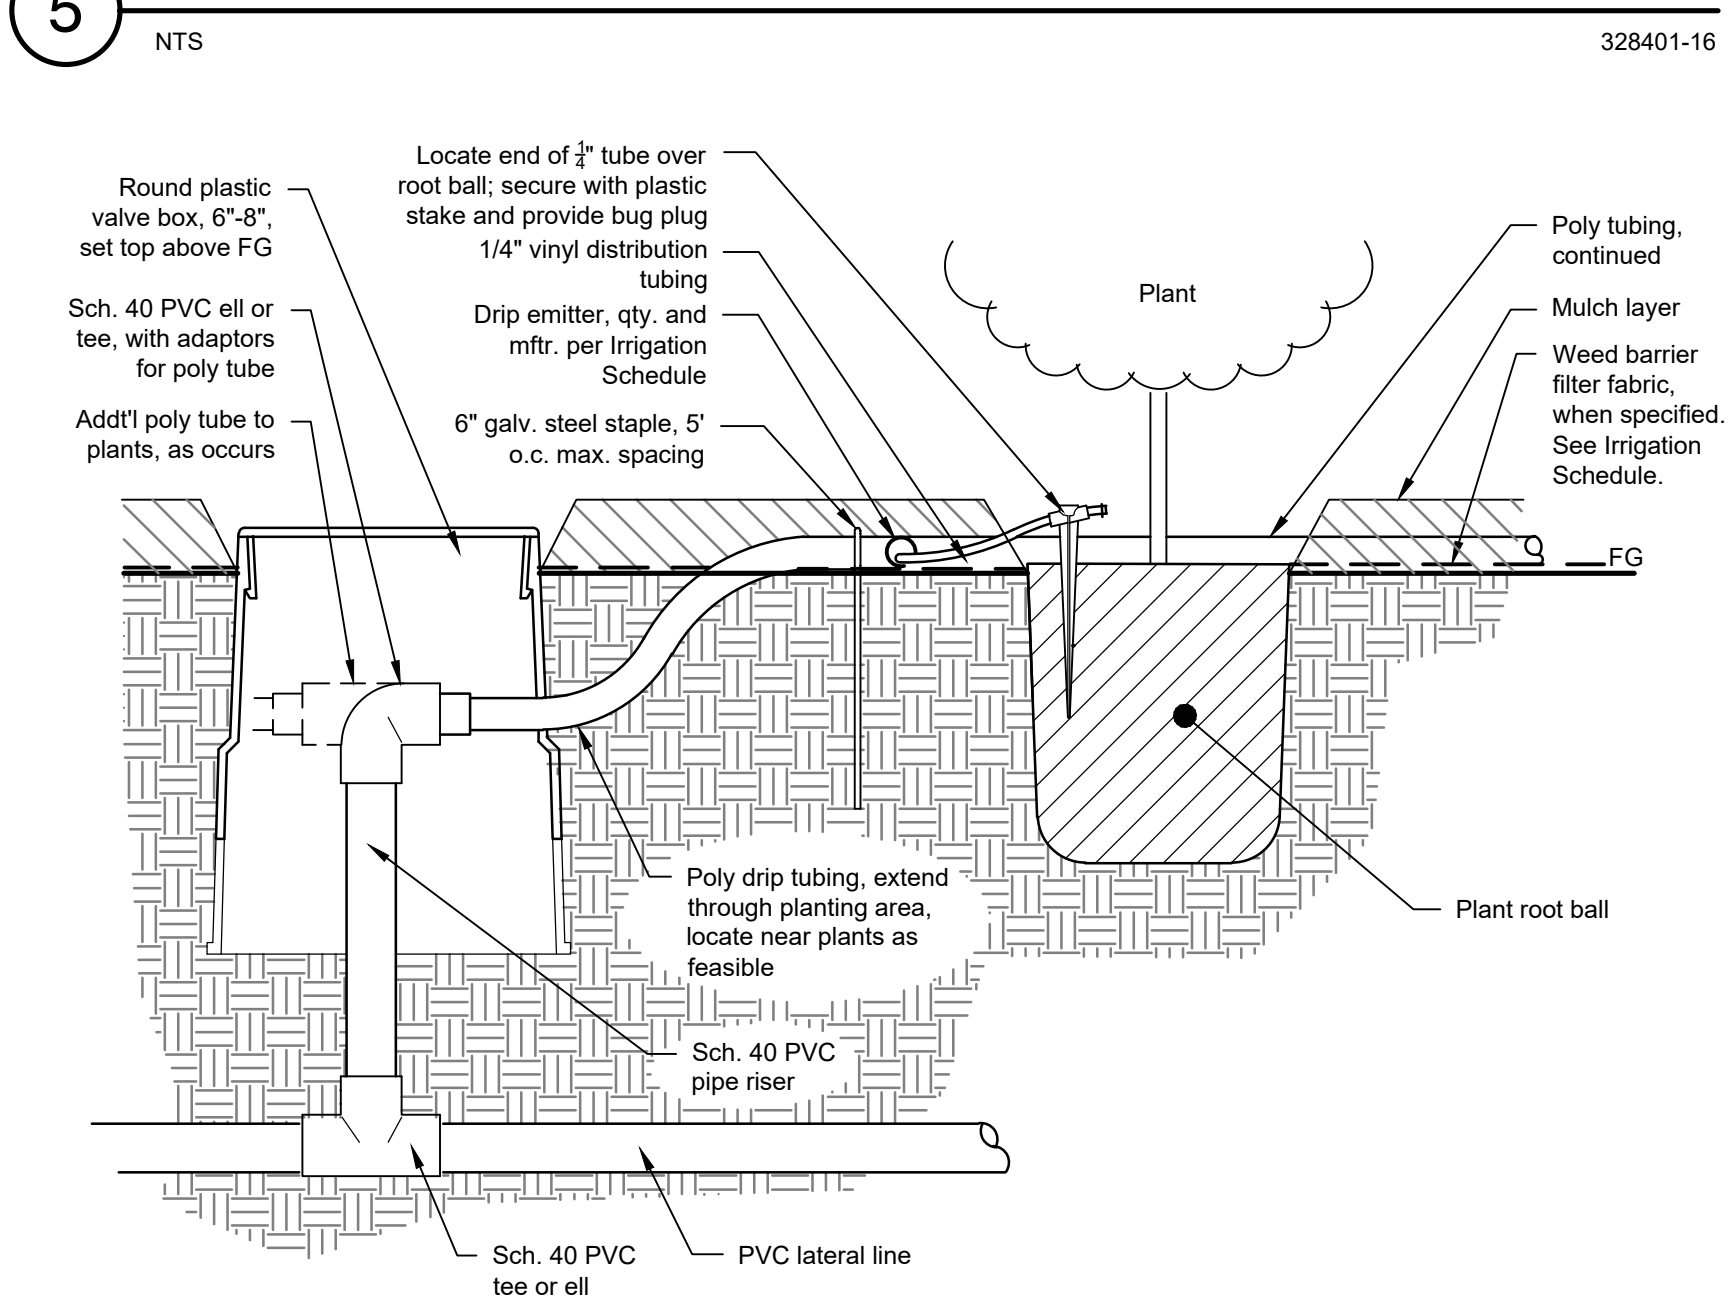 5
NTS
328401-16
Locate end of 1/4" tube over
root ball; secure with plastic
stake and provide bug plug
1/4" vinyl distribution
tubing
Drip emitter, qty. and
mftr. per Irrigation
Schedule
6" galv. steel staple, 5'
o.c. max. spacing
Round plastic
valve box, 6"-8",
set top above FG
Sch. 40 PVC ell or
tee, with adaptors
for poly tube
Addt'l poly tube to
plants, as occurs
Plant
Poly tubing,
continued
Mulch layer
Weed barrier
filter fabric,
when specified.
See Irrigation
Schedule.
FG
Poly drip tubing, extend
through planting area,
locate near plants as
feasible
Plant root ball
Sch. 40 PVC
pipe riser
Sch. 40 PVC
tee or ell
PVC lateral line